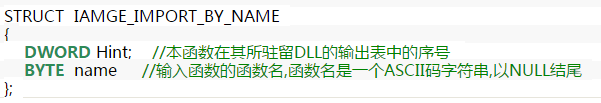 STRUCT IAMGE_IMPORT_BY_NAME
{
DWORD Hint; //本函数在其所驻留DLL的输出表中的序号
BYTE name //输入函数的函数名,函数名是一个ASCII码字符串,以NULL结尾
};